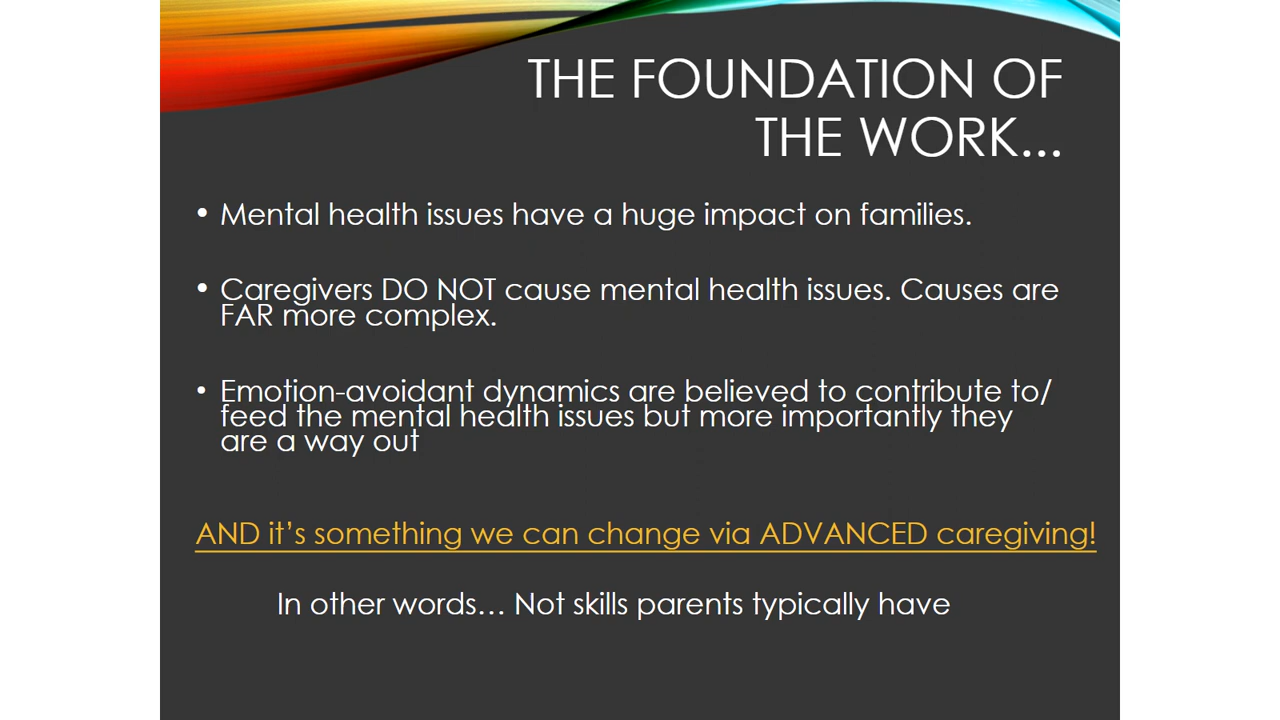 THE FOUNDATION OF
THE WORK...
• Mental health issues have a huge impact on families.
• Caregivers DO NOT cause mental health issues. Causes are
FAR more complex.
• Emotion-avoidant dynamics are believed to contribute to/
feed the mental health issues but more importantly they
are a way out
AND it’s something we can change via ADVANCED caregiving!
In other words… Not skills parents typically have